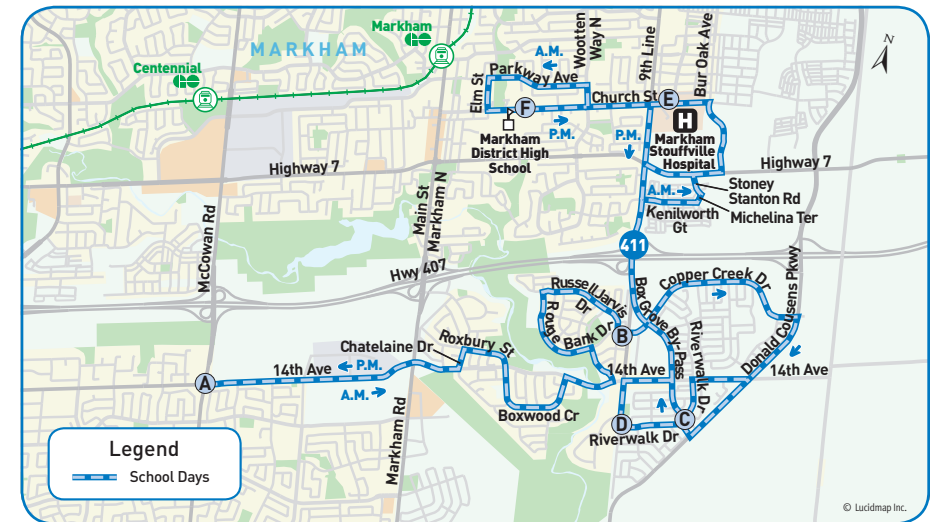 Markham
MARKHAM
Centennial
Wootten
Way N
9th Line
Bur Oak Ave
N
A.M.
Parkway Ave
Elm St
F
Church St
E
P.M.
P.M.
H
Markham
District High
School
Markham
Stouffville
Hospital
Highway 7
Highway 7
A.M.
Stoney
Stanton Rd
Kenilworth
Gt
Michelina Ter
McCowan Rd
Main St
Markham N
411
Hwy 407
Copper Creek Dr
Donald Cousens Pkwy
Russell Jarvis
Dr
Rouge
Bank Dr
B
Box Grove By-Pass
Riverwalk Dr
Chatelaine Dr
Roxbury St
A
14th Ave
P.M.
A.M.
14th Ave
14th Ave
Boxwood Cr
Markham Rd
D
C
Riverwalk Dr
Legend
School Days
© Lucidmap Inc.